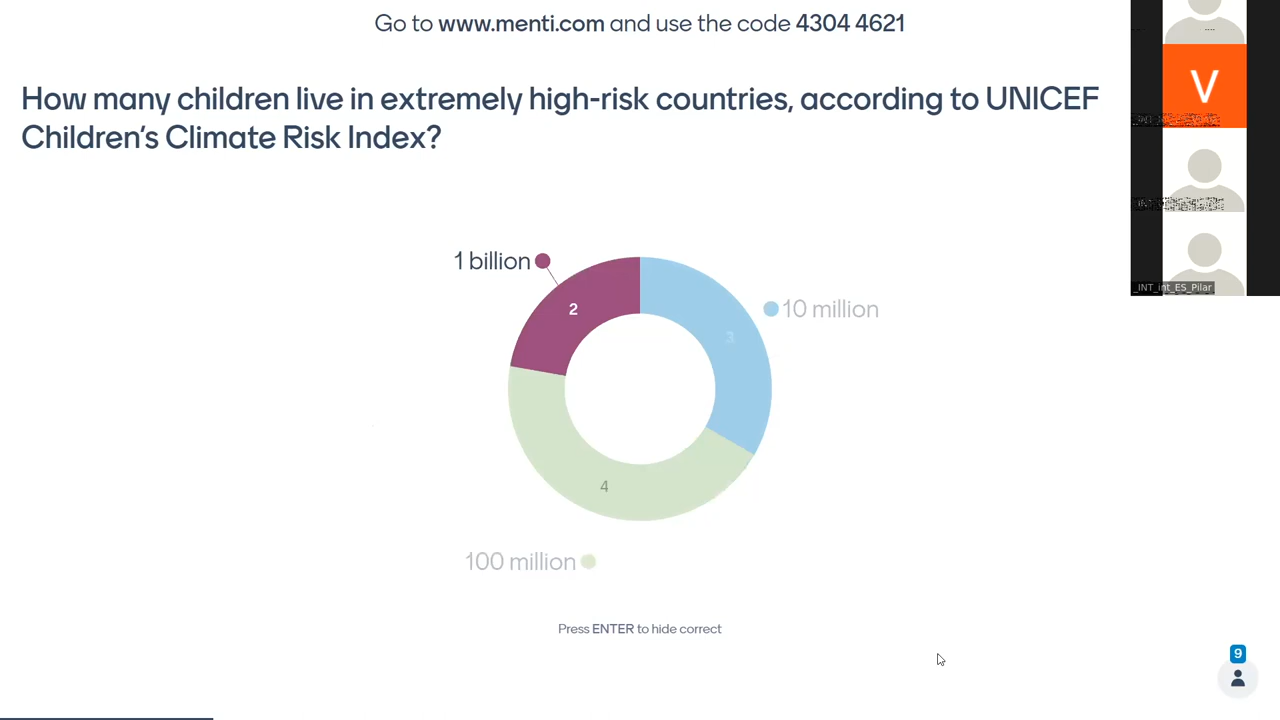 Go to www.menti.com and use the code 4304 4621
How many children live in extremely high-risk countries, according to UNICEF
Children's Climate Risk Index?
V
1 billion
2
10 million
3
4
_INT_int_ES_Pilar
100 million
Press ENTER to hide correct
9